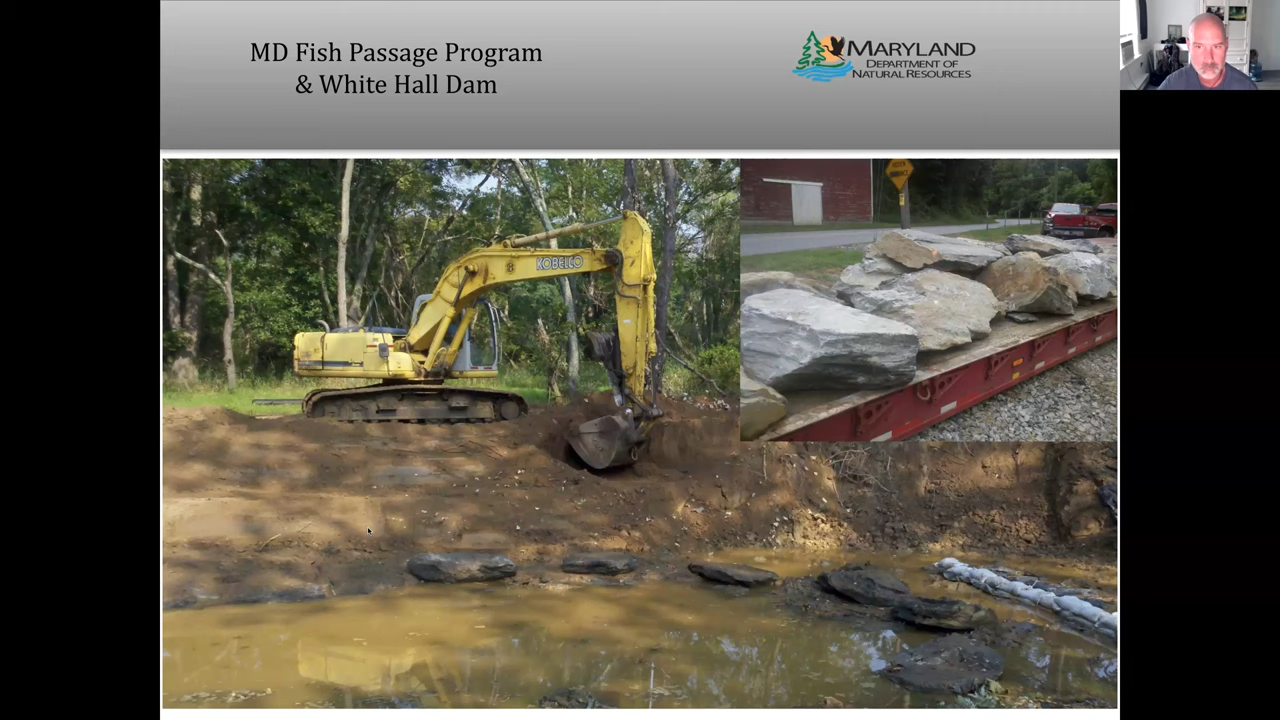 MD Fish Passage Program
& White Hall Dam
MARYLAND
DEPARTMENT OF
NATURAL RESOURCES
KOBELCO